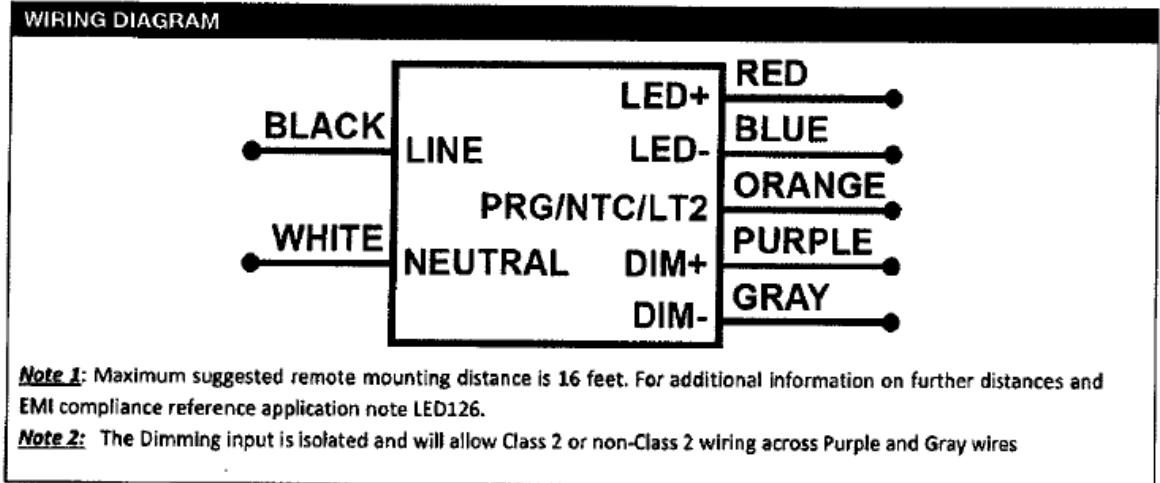 WIRING DIAGRAM
RED
LED+
BLACK
BLUE
LINE
LED-
ORANGE
PRG/NTC/LT2
WHITE
PURPLE
NEUTRAL
DIM+
GRAY
DIM-
Note 1: Maximum suggested remote mounting distance is 16 feet. For additional information on further distances and
EMI compliance reference application note LED126.
Note 2: The Dimming input is isolated and will allow Class 2 or non-Class 2 wiring across Purple and Gray wires